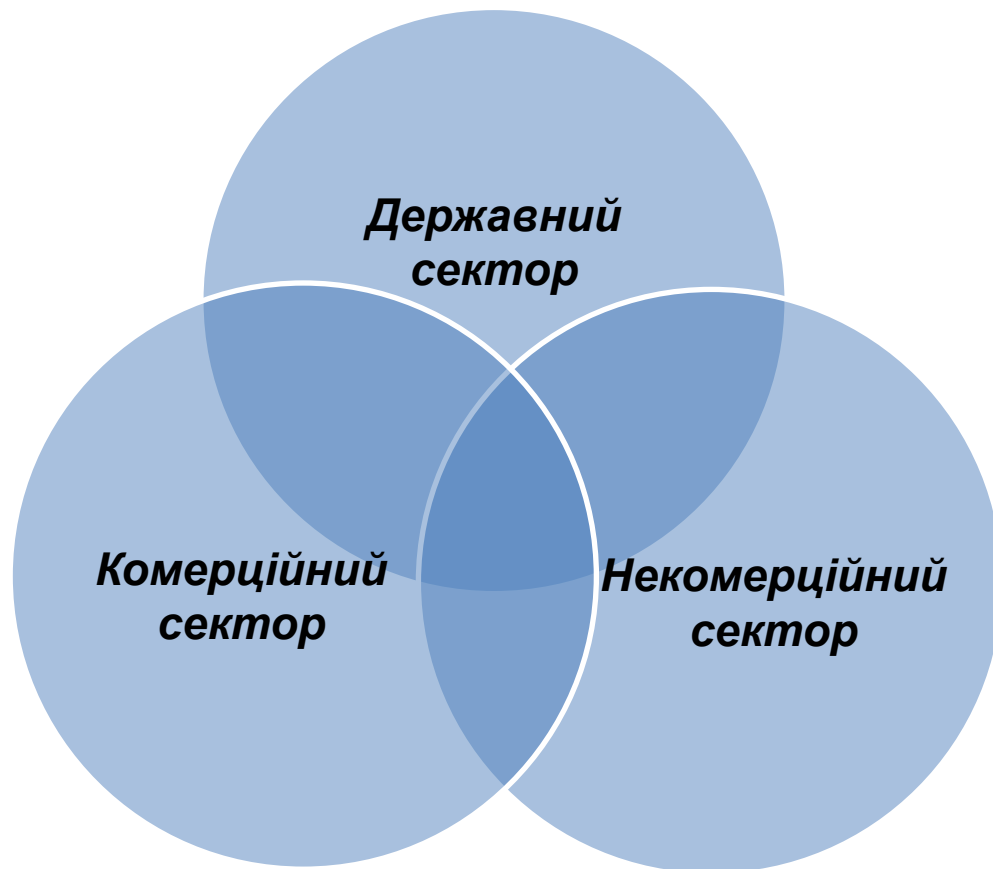 Державний
сектор
Комерційний
сектор
Некомерційний
сектор